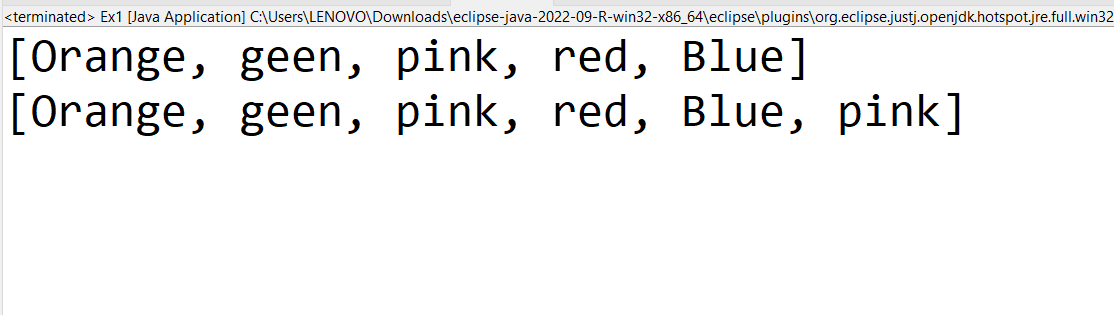 <terminated> Ex1 [Java Application] C:\Users\LENOVO\Downloads\eclipse-java-2022-09-R-win32-x86_64\eclipse\plugins\org.eclipse.justj.openjdk.hotspot.jre.full.win32
[Orange, geen, pink, red, Blue]
[Orange, geen, pink, red, Blue, pink]